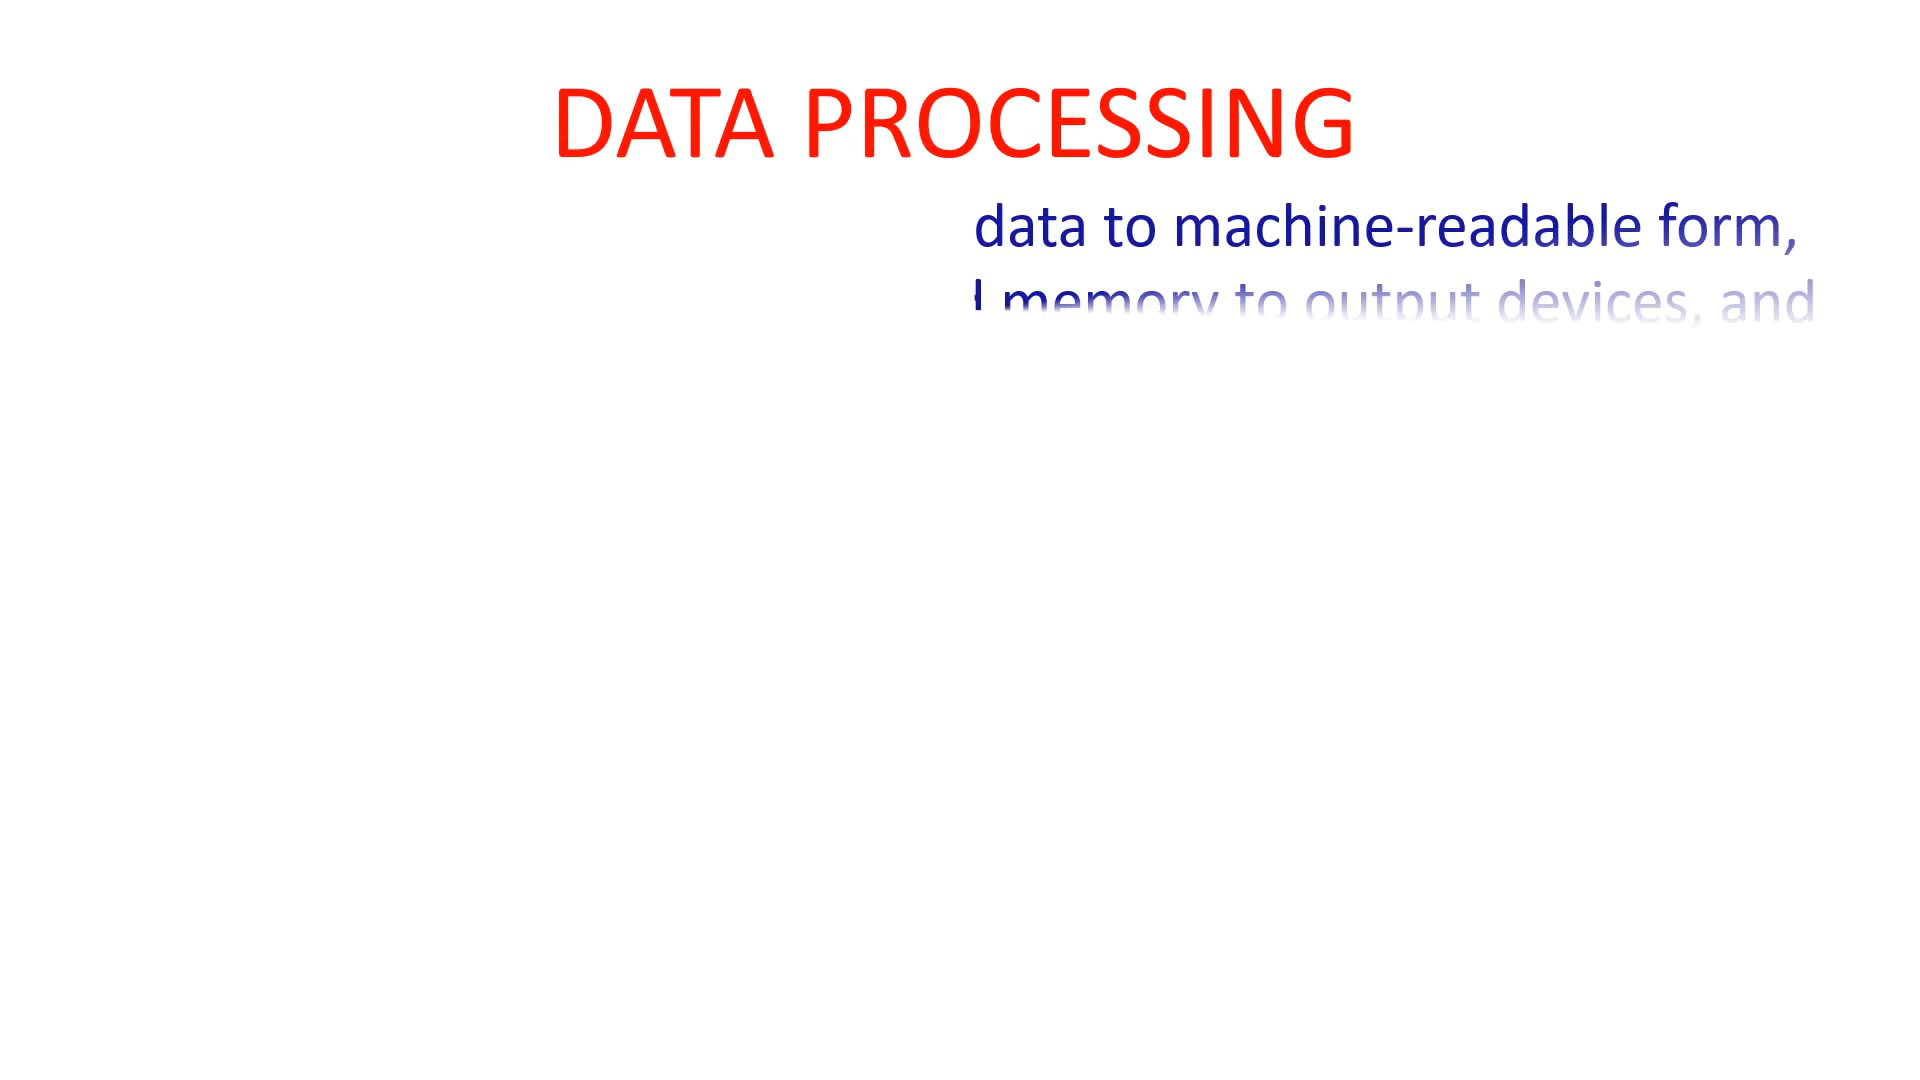 DATA PROCESSING
data to machine-readable form,
memory to output devices, and